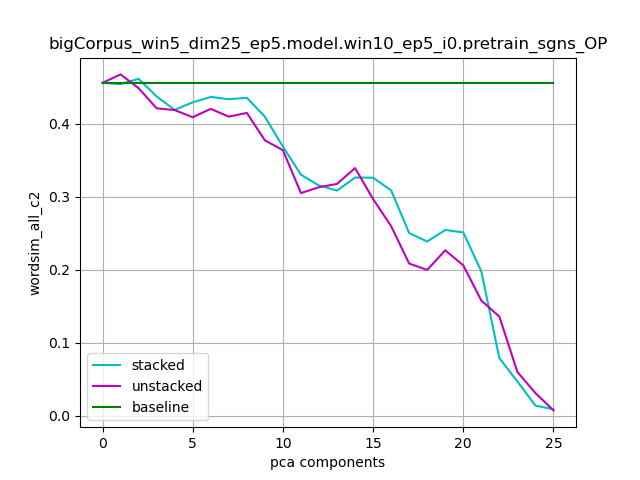 bigCorpus_win5_dim25_ep5.model.win10_ep5_i0.pretrain_sgns_OP
wordsim_all_c2
0.4
0.3
0.2
0.1
0.0
stacked
unstacked
baseline
0 5 10 15 20 25
pca components